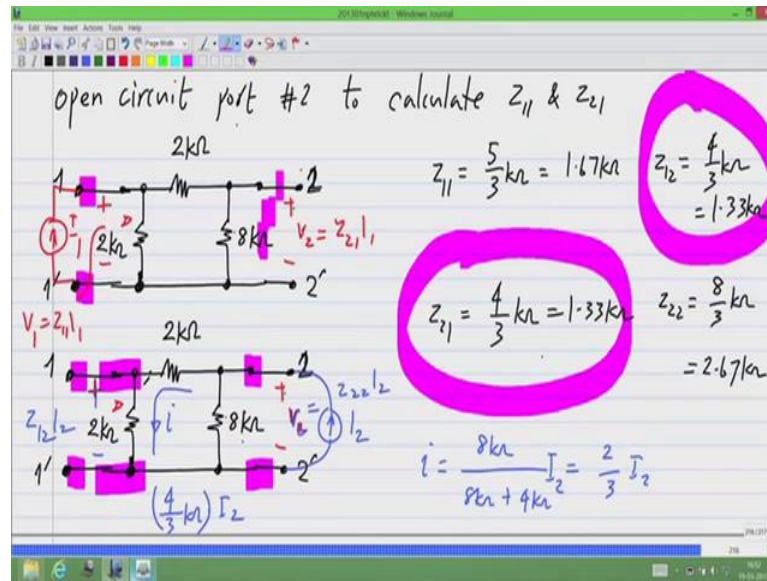 File Edit View Insert Actions Tools Help
Page Width
open circuit port #2 to calculate Z11 & Z21
2kΩ
1
2
+
+
I1
2kΩ
8kΩ
V2 = Z21 I1
-
-
1'
2'
V1 = Z11 I1
Z11 = 5/3 kΩ = 1.67kΩ
Z12 = 4/3 kΩ
= 1.33kΩ
Z21 = 4/3 kΩ = 1.33kΩ
Z22 = 8/3 kΩ
= 2.67kΩ
2kΩ
1
2
+
+
Z22 I2
Z12 I2
2kΩ
i
8kΩ
I2
-
-
1'
2'
(4/3 kΩ) I2
i = 8kΩ / 8kΩ + 4kΩ I2 = 2/3 I2